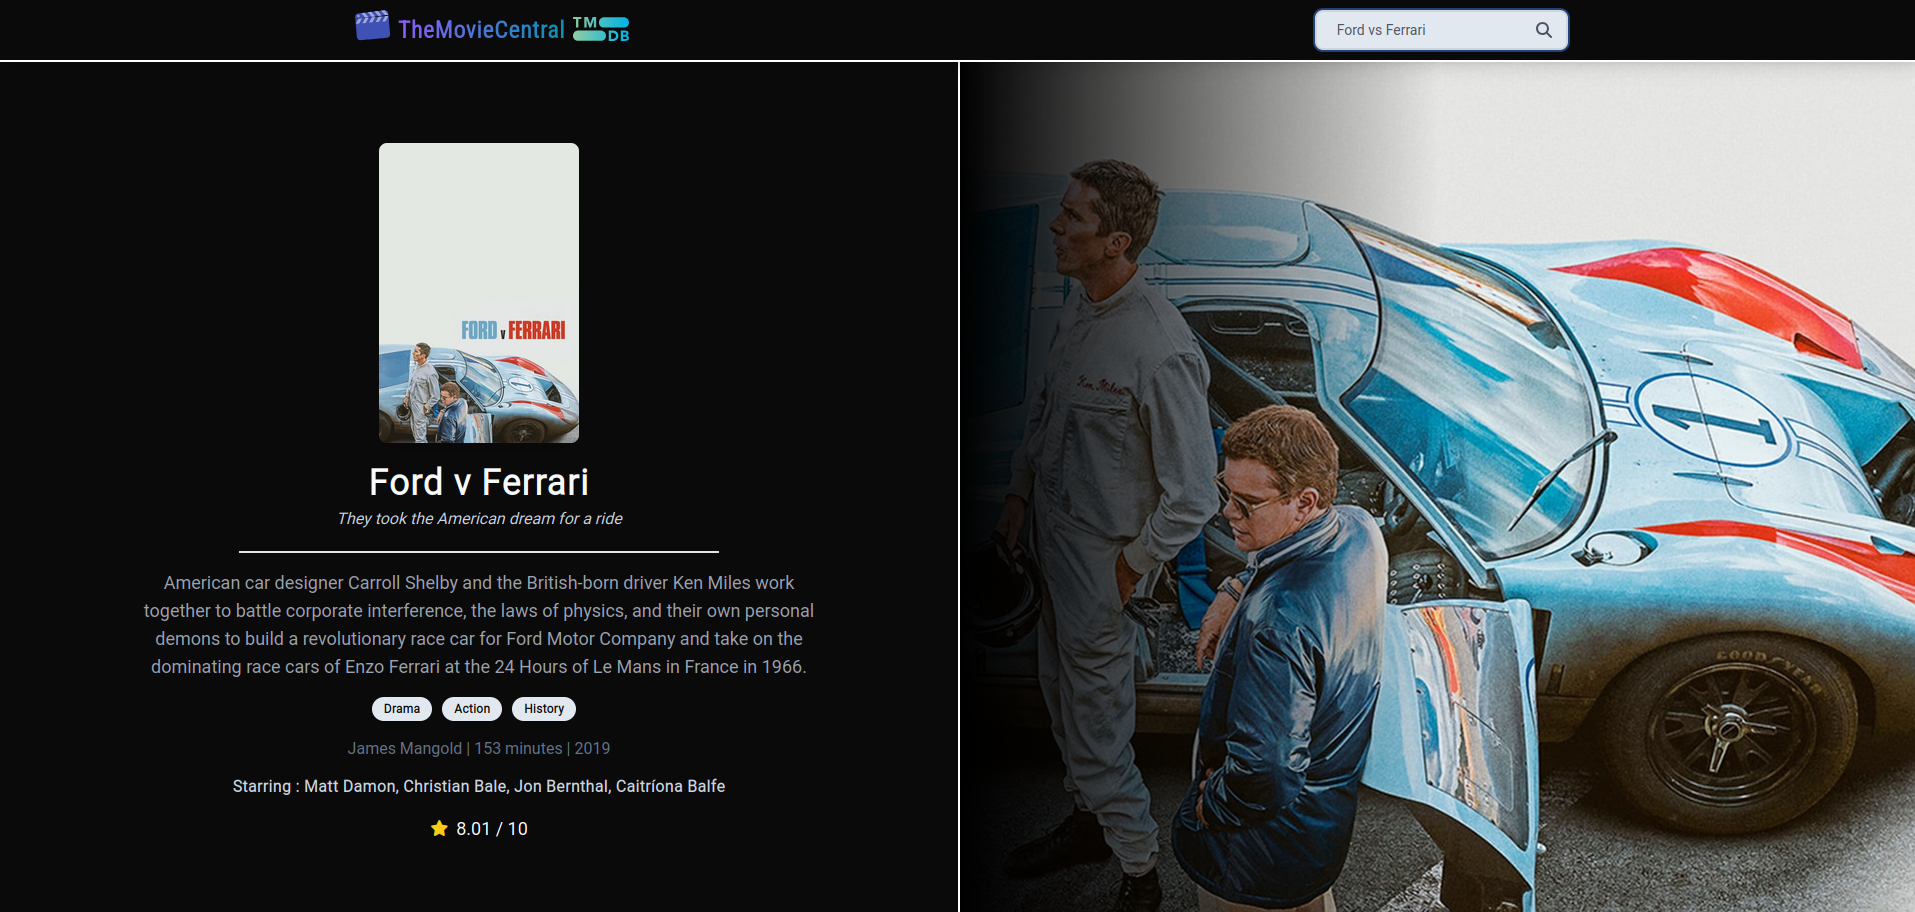 TheMovieCentral TMDB
Ford vs Ferrari
FORD v FERRARI
Ford v Ferrari
They took the American dream for a ride
American car designer Carroll Shelby and the British-born driver Ken Miles work
together to battle corporate interference, the laws of physics, and their own personal
demons to build a revolutionary race car for Ford Motor Company and take on the
dominating race cars of Enzo Ferrari at the 24 Hours of Le Mans in France in 1966.
Drama Action History
James Mangold | 153 minutes | 2019
Starring : Matt Damon, Christian Bale, Jon Bernthal, Caitríona Balfe
8.01 / 10
Ken Miles
1
GOODYEAR